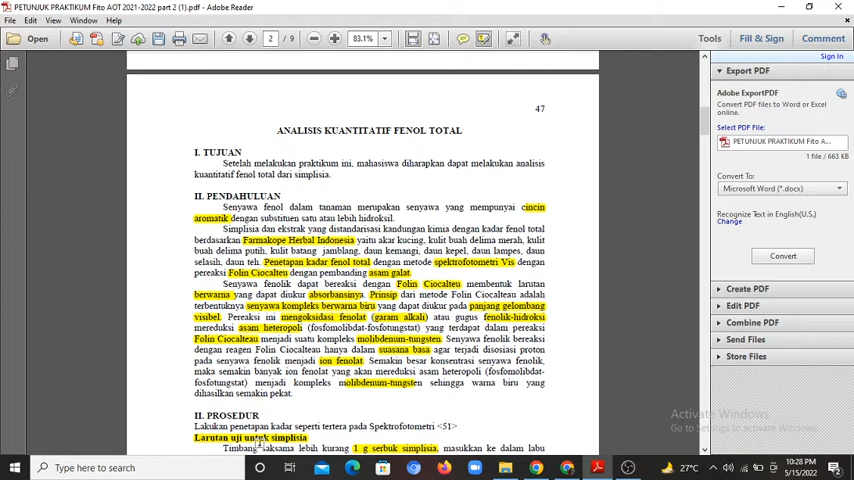 PETUNJUK PRAKTIKUM Fito AOT 2021-2022 part 2 (1).pdf - Adobe Reader
File Edit View Window Help
Open 2 / 9 83.1% Tools Fill & Sign Comment
Sign In
47
ANALISIS KUANTITATIF FENOL TOTAL
I. TUJUAN
Setelah melakukan praktikum ini, mahasiswa diharapkan dapat melakukan analisis
kuantitatif fenol total dari simplisia.
II. PENDAHULUAN
Senyawa fenol dalam tanaman merupakan senyawa yang mempunyai cincin
aromatik dengan substituen satu atau lebih hidroksil.
Simplisia dan ekstrak yang distandarisasi kandungan kimia dengan kadar fenol total
berdasarkan Farmakope Herbal Indonesia yaitu akar kucing, kulit buah delima merah, kulit
buah delima putih, kulit batang jamblang, daun kemangi, daun kepel, daun lampes, daun
selasih, daun teh. Penetapan kadar fenol total dengan metode spektrofotometri Vis dengan
pereaksi Folin Ciocalteu dengan pembanding asam galat.
Senyawa fenolik dapat bereaksi dengan Folin Ciocalteu membentuk larutan
berwarna yang dapat diukur absorbansinya. Prinsip dari metode Folin Ciocalteu adalah
terbentuknya senyawa kompleks berwarna biru yang dapat diukur pada panjang gelombang
visibel. Pereaksi ini mengoksidasi fenolat (garam alkali) atau gugus fenolik-hidroksi
mereduksi asam heteropoli (fosfomolibdat-fosfotungstat) yang terdapat dalam pereaksi
Folin Ciocalteau menjadi suatu kompleks molibdenum-tungsten. Senyawa fenolik bereaksi
dengan reagen Folin Ciocalteu hanya dalam suasana basa agar terjadi disosiasi proton
pada senyawa fenolik menjadi ion fenolat. Semakin besar konsentrasi senyawa fenolik,
maka semakin banyak ion fenolat yang akan mereduksi asam heteropoli (fosfomolibdat-
fosfotungstat) menjadi kompleks molibdenum-tungsten sehingga warna biru yang
dihasilkan semakin pekat.
II. PROSEDUR
Lakukan penetapan kadar seperti tertera pada Spektrofotometri <51>
Larutan uji untuk simplisia
Timbang saksama lebih kurang 1 g serbuk simplisia, masukkan ke dalam labu
Export PDF
Adobe ExportPDF
Convert PDF files to Word or Excel
online.
Select PDF File:
PETUNJUK PRAKTIKUM Fito A...
1 file / 663 KB
Convert To:
Microsoft Word (*.docx)
Recognize Text in English(U.S.)
Change
Convert
Create PDF
Edit PDF
Combine PDF
Send Files
Store Files
Activate Windows
Go to Settings to activate Windows.
Type here to search 27°C 10:28 PM
5/15/2022